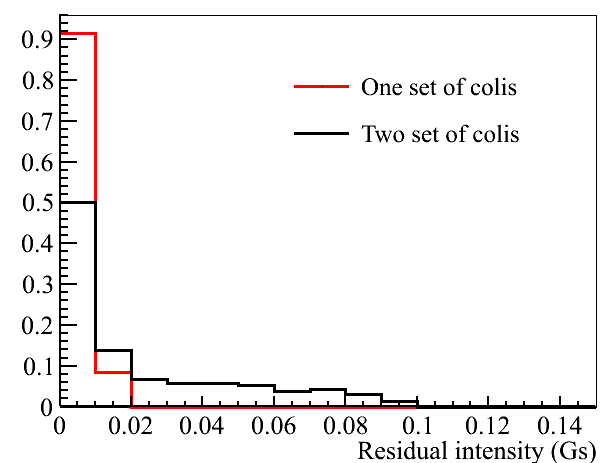 0.9
0.8
One set of colis
0.7
Two set of colis
0.6
0.5
0.4
0.3
0.2
0.1
0
0 0.02 0.04 0.06 0.08 0.1 0.12 0.14
Residual intensity (Gs)